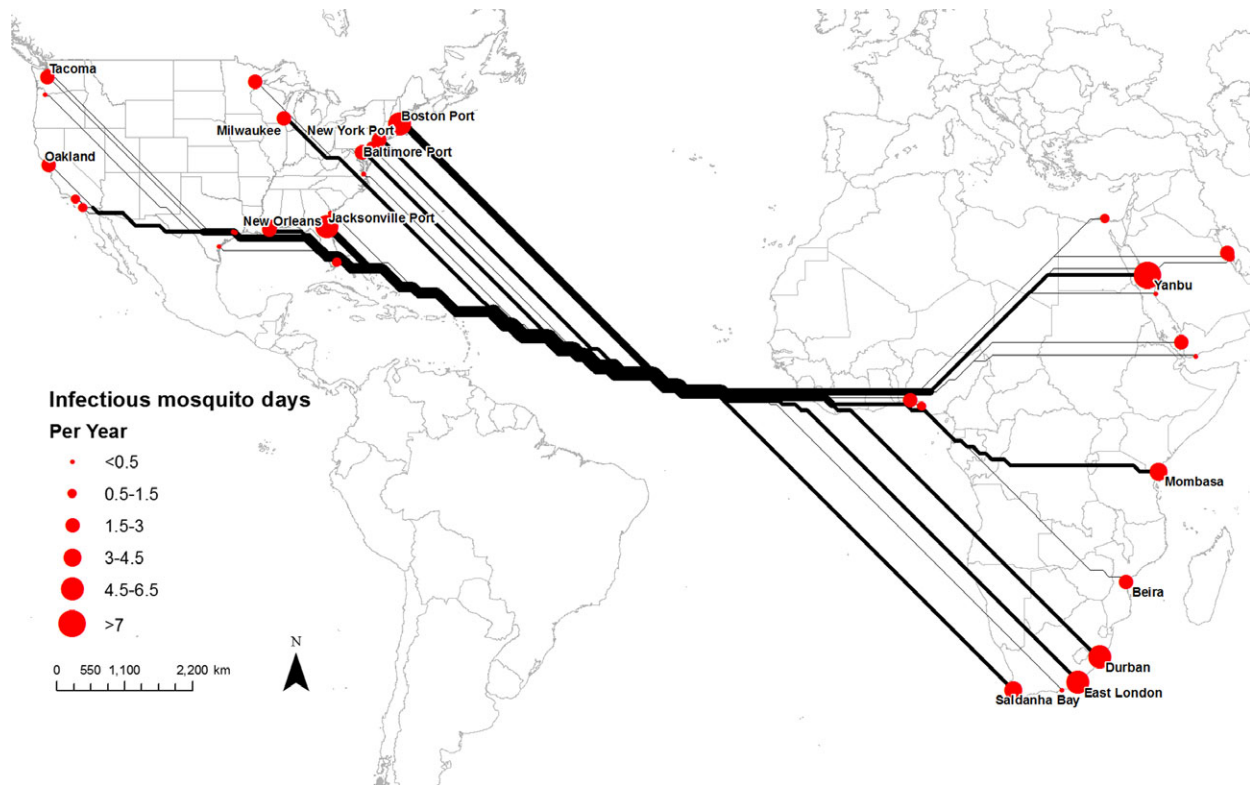 Tacoma
Boston Port
Milwaukee
New York Port
Baltimore Port
Oakland
New Orleans
Jacksonville Port
Yanbu
Infectious mosquito days
Per Year
<0.5
0.5-1.5
1.5-3
3-4.5
4.5-6.5
>7
Mombasa
Beira
N
0 550 1,100 2,200 km
Durban
East London
Saldanha Bay